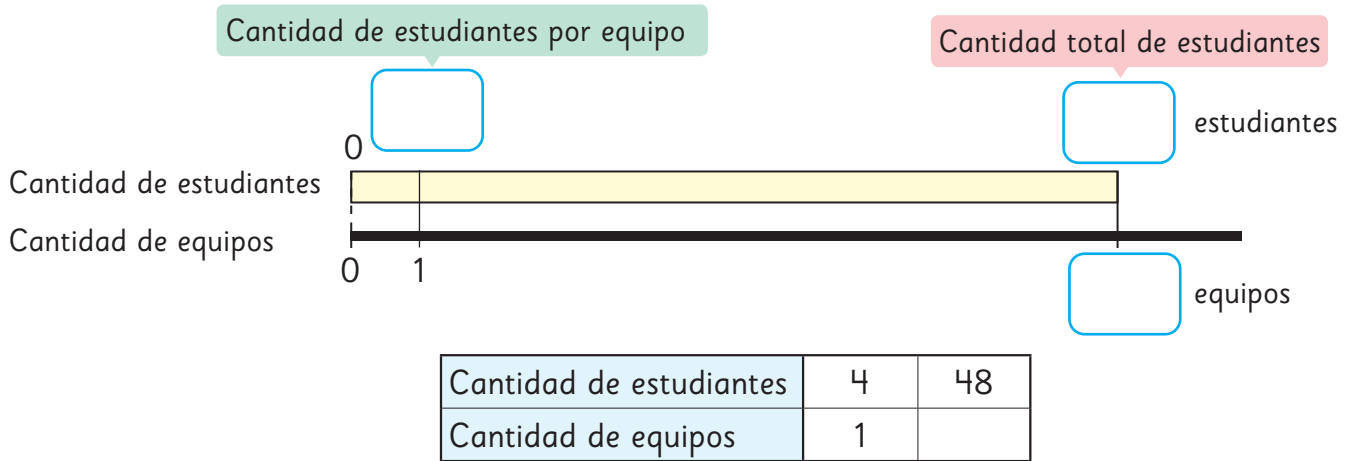 Cantidad de estudiantes por equipo
Cantidad total de estudiantes
estudiantes
0
Cantidad de estudiantes
Cantidad de equipos
0 1
equipos
Cantidad de estudiantes 4 48
Cantidad de equipos 1